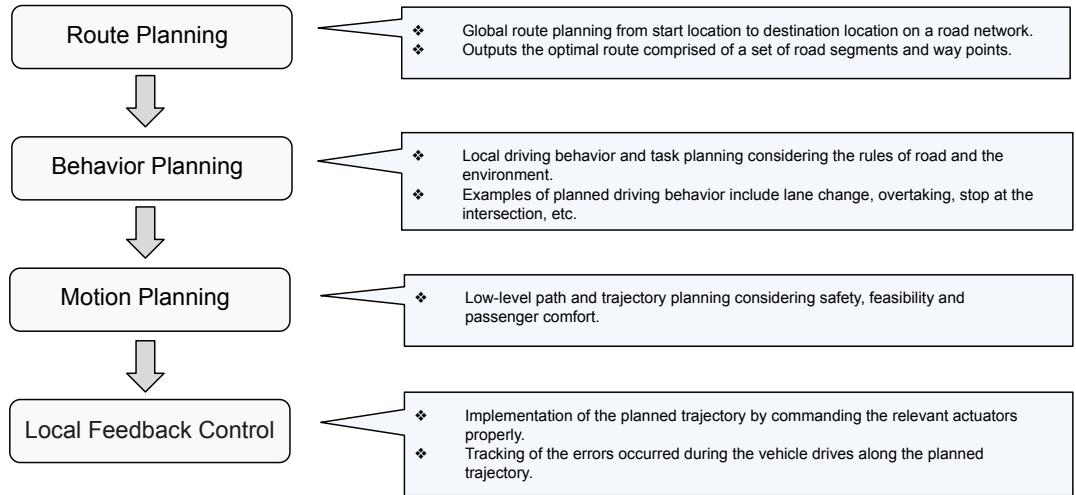 Route Planning
❖ Global route planning from start location to destination location on a road network.
❖ Outputs the optimal route comprised of a set of road segments and way points.
Behavior Planning
❖ Local driving behavior and task planning considering the rules of road and the
environment.
❖ Examples of planned driving behavior include lane change, overtaking, stop at the
intersection, etc.
Motion Planning
❖ Low-level path and trajectory planning considering safety, feasibility and
passenger comfort.
Local Feedback Control
❖ Implementation of the planned trajectory by commanding the relevant actuators
properly.
❖ Tracking of the errors occurred during the vehicle drives along the planned
trajectory.